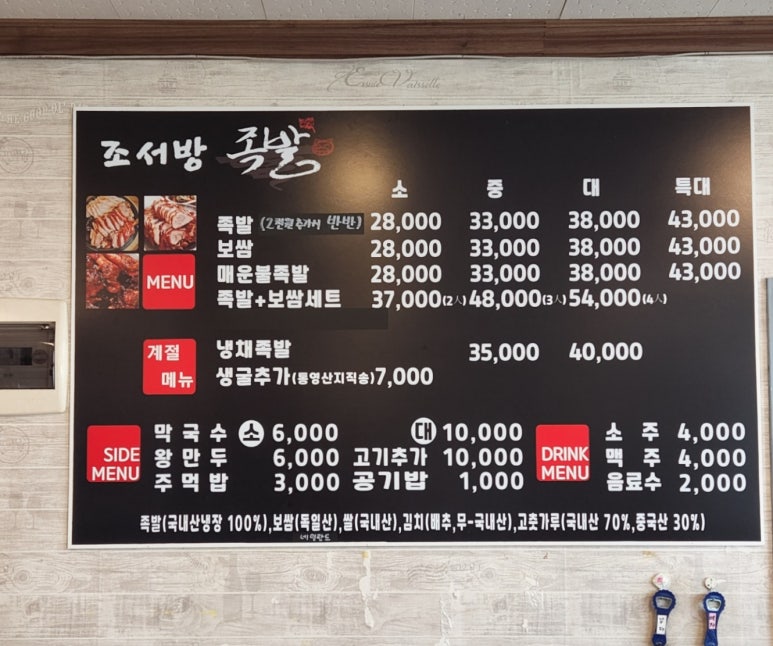 조서방 족발
소 중 대 특대
족발 (2천원 추가시 반반) 28,000 33,000 38,000 43,000
보쌈 28,000 33,000 38,000 43,000
매운불족발 28,000 33,000 38,000 43,000
족발+보쌈세트 37,000(2人) 48,000(3人) 54,000(4人)
MENU
계절
메뉴
냉채족발 35,000 40,000
생굴추가(통영산지직송)7,000
SIDE
MENU
막국수 소 6,000 대 10,000
왕만두 6,000 고기추가 10,000
주먹밥 3,000 공기밥 1,000
DRINK
MENU
소주 4,000
맥주 4,000
음료수 2,000
족발(국내산냉장 100%),보쌈(독일산),쌀(국내산),김치(배추,무-국내산),고춧가루(국내산 70%,중국산 30%)
네덜란드